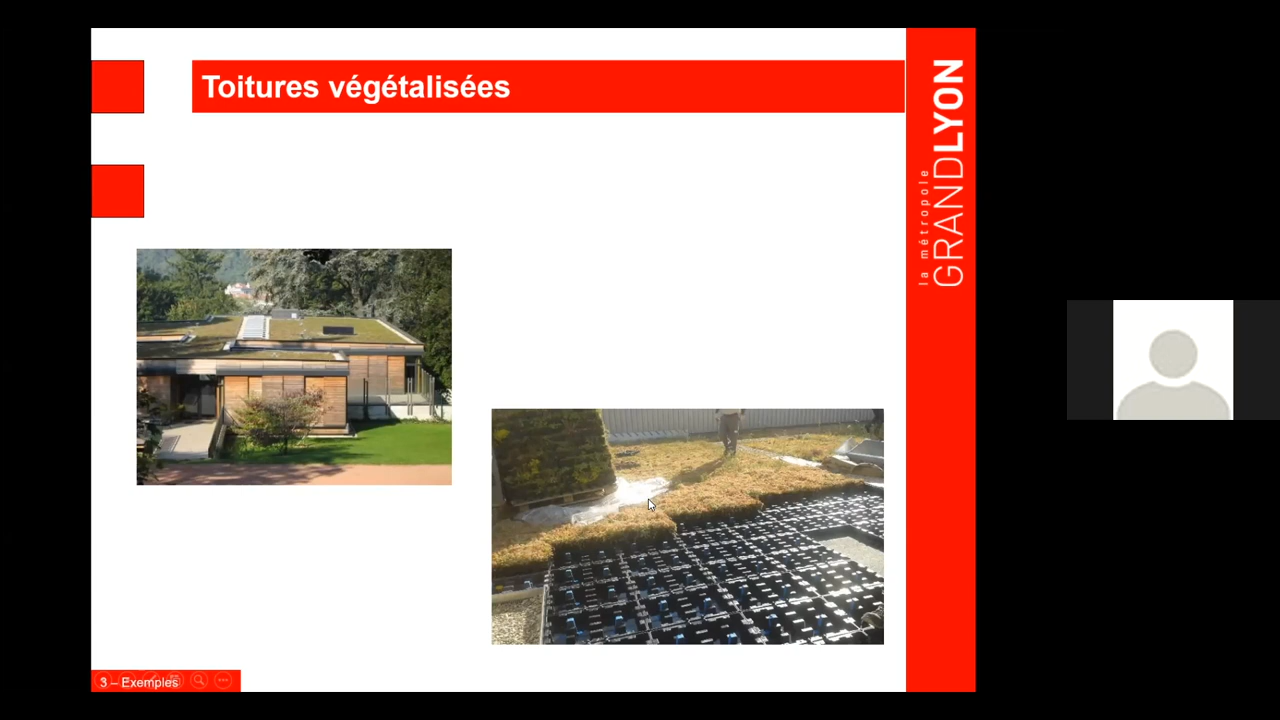 Toitures végétalisées
la métropole
GRANDLYON
3 – Exemples